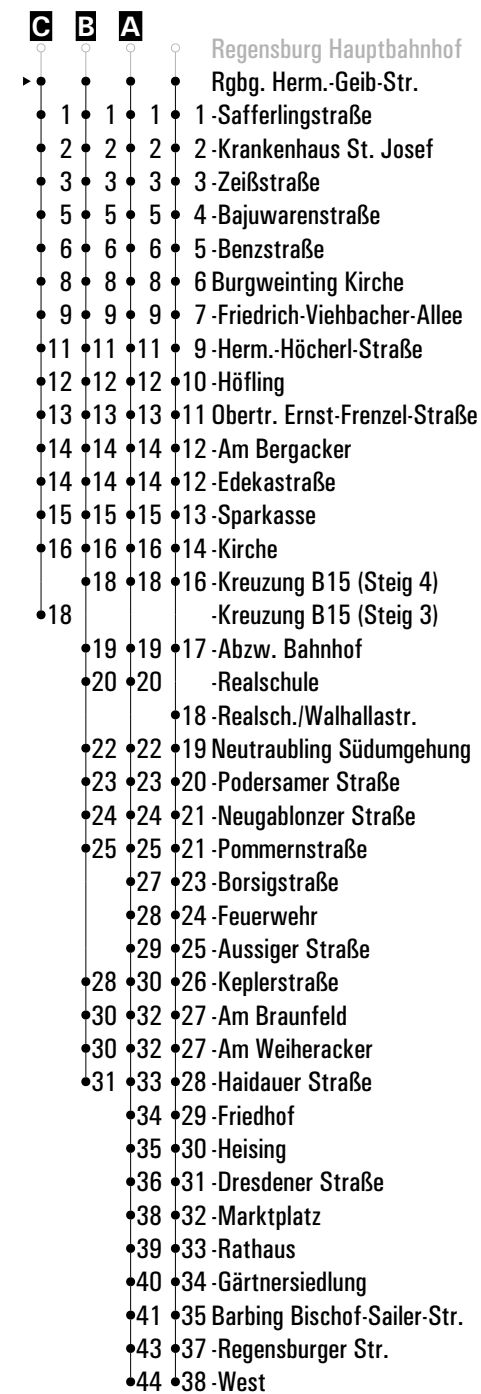 C B A
Regensburg Hauptbahnhof
Rgbg. Herm.-Geib-Str.
1 1 1 1 -Safferlingstraße
2 2 2 2 -Krankenhaus St. Josef
3 3 3 3 -Zeißstraße
5 5 5 4 -Bajuwarenstraße
6 6 6 5 -Benzstraße
8 8 8 6 Burgweinting Kirche
9 9 9 7 -Friedrich-Viehbacher-Allee
11 11 11 9 -Herm.-Höcherl-Straße
12 12 12 10 -Höfling
13 13 13 11 Obertr. Ernst-Frenzel-Straße
14 14 14 12 -Am Bergacker
14 14 14 12 -Edekastraße
15 15 15 13 -Sparkasse
16 16 16 14 -Kirche
18 18 16 -Kreuzung B15 (Steig 4)
18 -Kreuzung B15 (Steig 3)
19 19 17 -Abzw. Bahnhof
20 20 -Realschule
18 -Realsch./Walhallastr.
22 22 19 Neutraubling Südumgehung
23 23 20 -Podersamer Straße
24 24 21 -Neugablonzer Straße
25 25 21 -Pommernstraße
27 23 -Borsigstraße
28 24 -Feuerwehr
29 25 -Aussiger Straße
28 30 26 -Keplerstraße
30 32 27 -Am Braunfeld
30 32 27 -Am Weiheracker
31 33 28 -Haidauer Straße
34 29 -Friedhof
35 30 -Heising
36 31 -Dresdener Straße
38 32 -Marktplatz
39 33 -Rathaus
40 34 -Gärtnersiedlung
41 35 Barbing Bischof-Sailer-Str.
43 37 -Regensburger Str.
44 38 -West